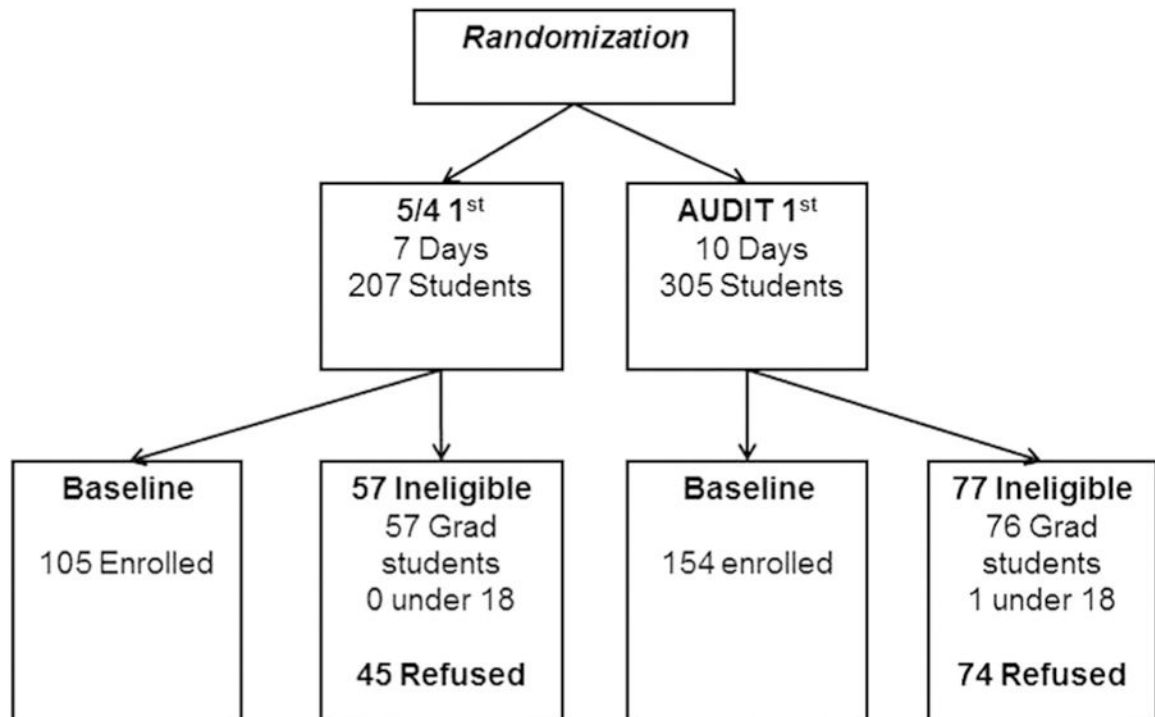 Randomization
5/4 1st
7 Days
207 Students
AUDIT 1st
10 Days
305 Students
Baseline
105 Enrolled
57 Ineligible
57 Grad
students
0 under 18
45 Refused
Baseline
154 enrolled
77 Ineligible
76 Grad
students
1 under 18
74 Refused